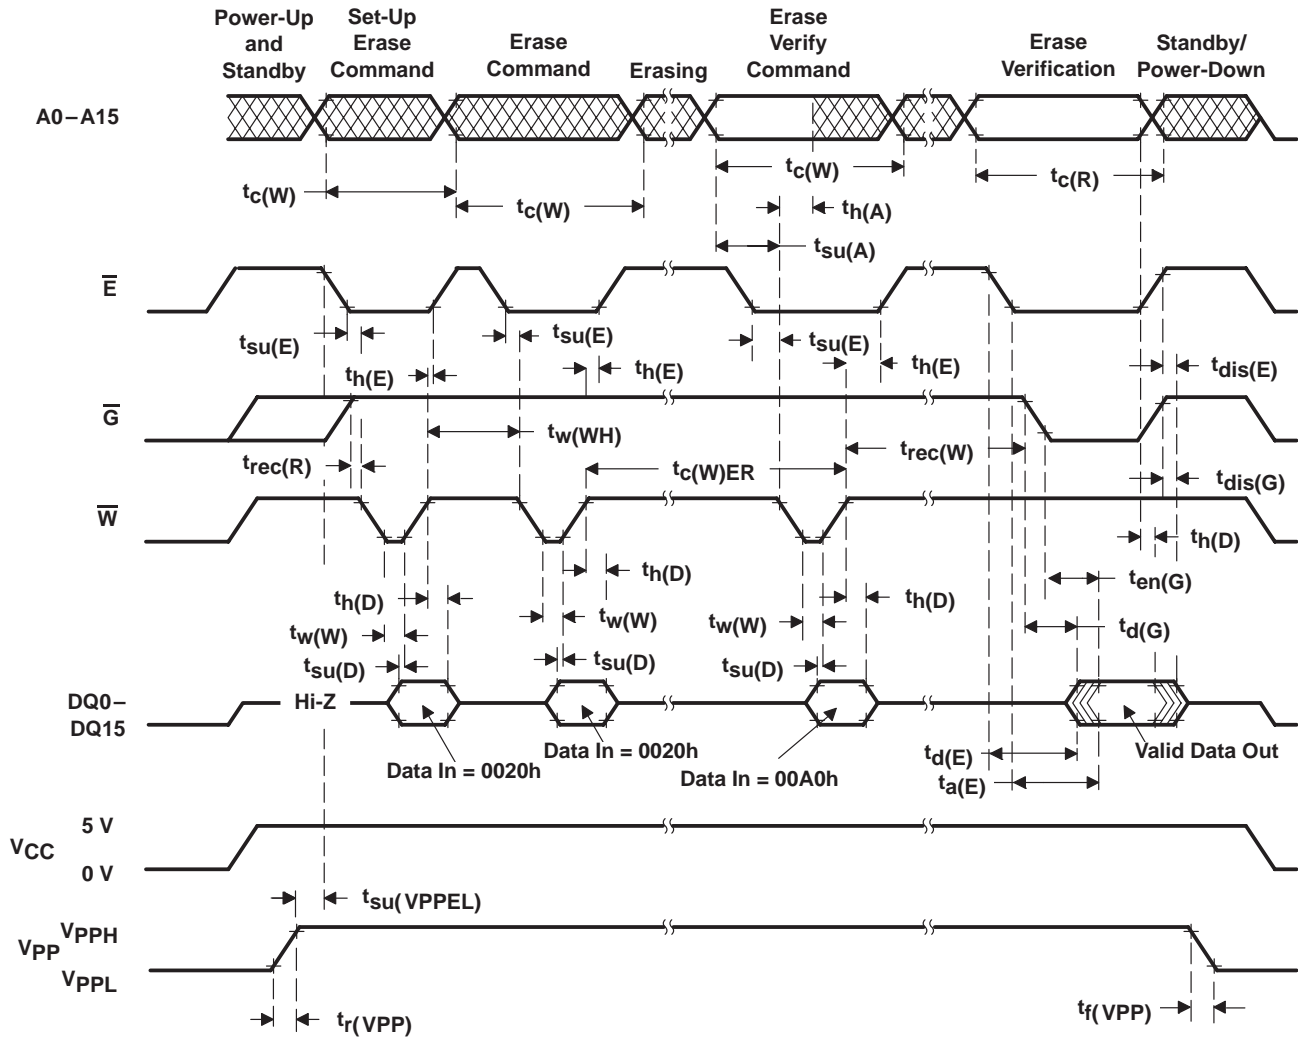 Power-Up
and
Standby
Set-Up
Erase
Command
Erase
Command
Erasing
Erase
Verify
Command
Erase
Verification
Standby/
Power-Down
A0–A15
tc(W)
tc(W)
tc(W)
tc(R)
th(A)
tsu(A)
E
tsu(E)
tsu(E)
tsu(E)
th(E)
th(E)
th(E)
tdis(E)
G
tw(WH)
trec(R)
trec(W)
tc(W)ER
tdis(G)
W
th(D)
th(D)
th(D)
th(D)
ten(G)
tw(W)
tw(W)
tw(W)
td(G)
tsu(D)
tsu(D)
tsu(D)
DQ0–
DQ15
Hi-Z
Data In = 0020h
Data In = 0020h
Data In = 00A0h
Valid Data Out
td(E)
ta(E)
VCC
5 V
0 V
tsu(VPPEL)
VPP
VPPH
VPPL
tr(VPP)
tf(VPP)